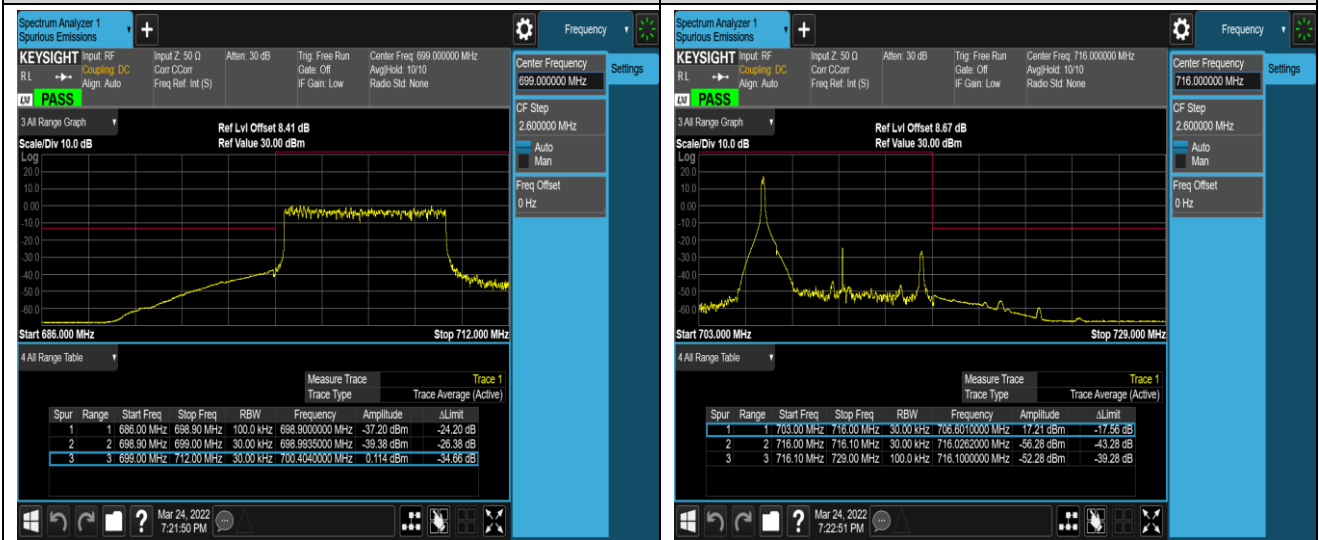 Spectrum Analyzer 1
Spurious Emissions
+
Frequency
KEYSIGHT
Input: RF
Coupling: DC
Align: Auto
Input Z: 50 Ω
Corr CCorr
Freq Ref: Int (S)
Atten: 30 dB
Trig: Free Run
Gate: Off
IF Gain: Low
Center Freq: 699.000000 MHz
Avg|Hold: 10/10
Radio Std: None
RL
LXI PASS
Center Frequency
699.000000 MHz
Settings
CF Step
2.600000 MHz
Auto
Man
Freq Offset
0 Hz
3 All Range Graph
Ref Lvl Offset 8.41 dB
Scale/Div 10.0 dB Ref Value 30.00 dBm
Log
20.0
10.0
0.00
-10.0
-20.0
-30.0
-40.0
-50.0
-60.0
Start 686.000 MHz Stop 712.000 MHz
4 All Range Table
Measure Trace Trace 1
Trace Type Trace Average (Active)
Spur Range Start Freq Stop Freq RBW Frequency Amplitude ΔLimit
1 1 686.00 MHz 698.90 MHz 100.0 kHz 698.9000000 MHz -37.20 dBm -24.20 dB
2 2 698.90 MHz 699.00 MHz 30.00 kHz 698.9935000 MHz -39.38 dBm -26.38 dB
3 3 699.00 MHz 712.00 MHz 30.00 kHz 700.4040000 MHz 0.114 dBm -34.66 dB
?
Mar 24, 2022
7:21:50 PM
Spectrum Analyzer 1
Spurious Emissions
+
Frequency
KEYSIGHT
Input: RF
Coupling: DC
Align: Auto
Input Z: 50 Ω
Corr CCorr
Freq Ref: Int (S)
Atten: 30 dB
Trig: Free Run
Gate: Off
IF Gain: Low
Center Freq: 716.000000 MHz
Avg|Hold: 10/10
Radio Std: None
RL
LXI PASS
Center Frequency
716.000000 MHz
Settings
CF Step
2.600000 MHz
Auto
Man
Freq Offset
0 Hz
3 All Range Graph
Ref Lvl Offset 8.67 dB
Scale/Div 10.0 dB Ref Value 30.00 dBm
Log
20.0
10.0
0.00
-10.0
-20.0
-30.0
-40.0
-50.0
-60.0
Start 703.000 MHz Stop 729.000 MHz
4 All Range Table
Measure Trace Trace 1
Trace Type Trace Average (Active)
Spur Range Start Freq Stop Freq RBW Frequency Amplitude ΔLimit
1 1 703.00 MHz 716.00 MHz 30.00 kHz 706.6010000 MHz 17.21 dBm -17.56 dB
2 2 716.00 MHz 716.10 MHz 30.00 kHz 716.0262000 MHz -56.28 dBm -43.28 dB
3 3 716.10 MHz 729.00 MHz 100.0 kHz 716.1000000 MHz -52.28 dBm -39.28 dB
?
Mar 24, 2022
7:22:51 PM